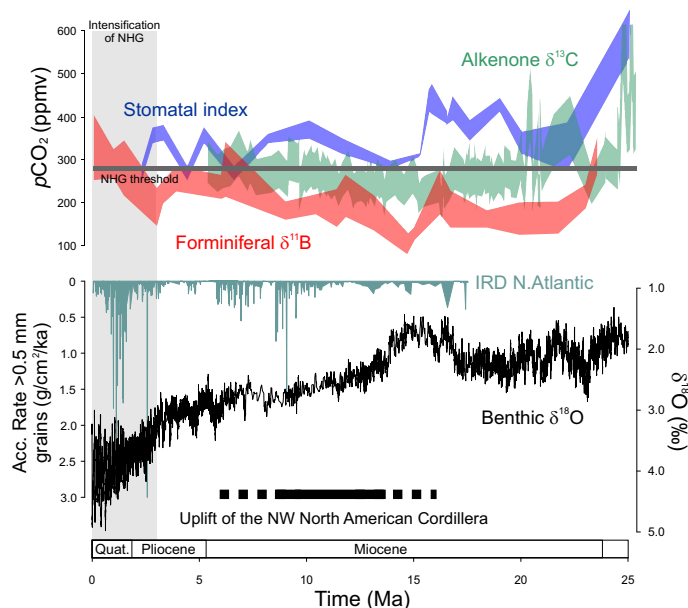 Intensification
of NHG
600
500
400
300
200
100
pCO₂ (ppmv)
Alkenone δ¹³C
Stomatal index
NHG threshold
Forminiferal δ¹¹B
0
0.5
1.0
1.5
2.0
2.5
3.0
Acc. Rate >0.5 mm
grains (g/cm²/ka)
IRD N.Atlantic
1.0
2.0
3.0
4.0
5.0
δ¹⁸O (‰)
Benthic δ¹⁸O
Uplift of the NW North American Cordillera
Quat. Pliocene Miocene
0 5 10 15 20 25
Time (Ma)